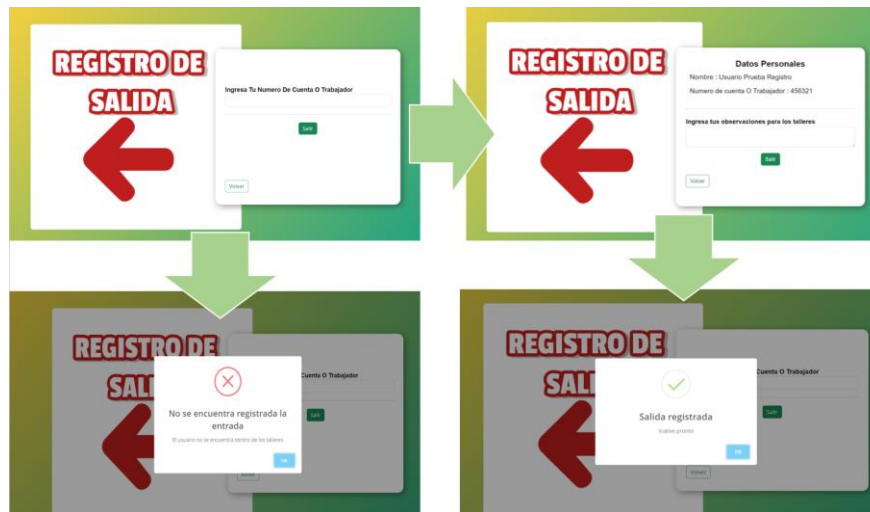 REGISTRO DE
SALIDA
Ingresa Tu Numero De Cuenta O Trabajador
Salir
Volver
REGISTRO DE
SALIDA
Datos Personales
Nombre : Usuario Prueba Registro
Numero de cuenta O Trabajador : 456321
Ingresa tus observaciones para los talleres
Salir
Volver
REGISTRO DE
SALI
Cuenta O Trabajador
No se encuentra registrada la
entrada
El usuario no se encuentra dentro de los talleres
OK
Salir
Volver
REGISTRO DE
SALI
Cuenta O Trabajador
Salida registrada
Vuelve pronto
OK
Salir
Volver